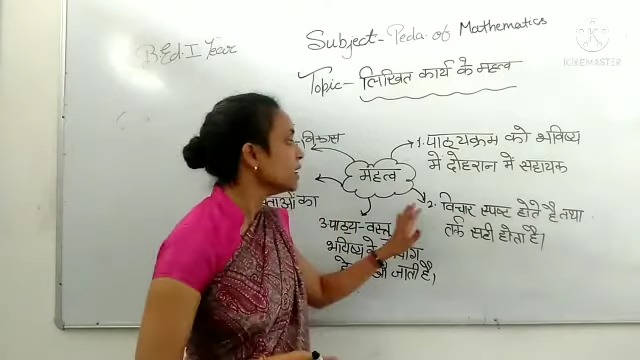 B.Ed. I Year
Subject - Peda. of Mathematics
Topic - लिखित कार्य के महत्व
महत्व
1. पाठ्यक्रम को भविष्य
में दोहरान में सहायक
2. विचार स्पष्ट होते है तथा
तर्क सही होता है।
3. पाठ्य-वस्तु
भविष्य के
जाती है।
विकास
का
KINEMASTER